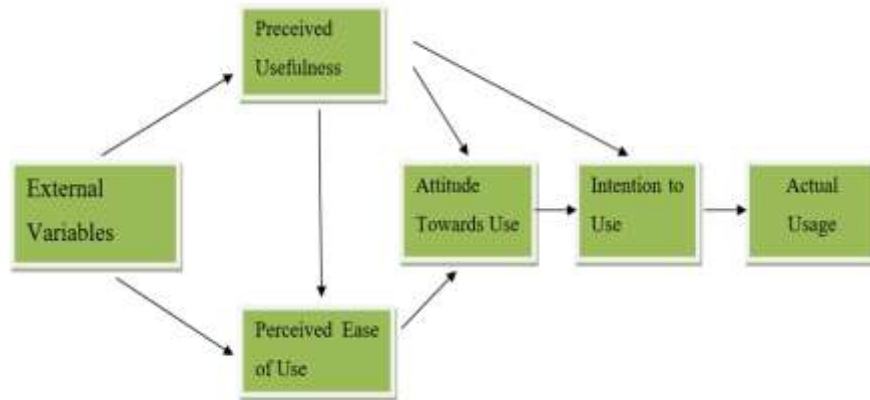 Preceived
Usefulness
External
Variables
Attitude
Towards Use
Intention to
Use
Actual
Usage
Perceived Ease
of Use